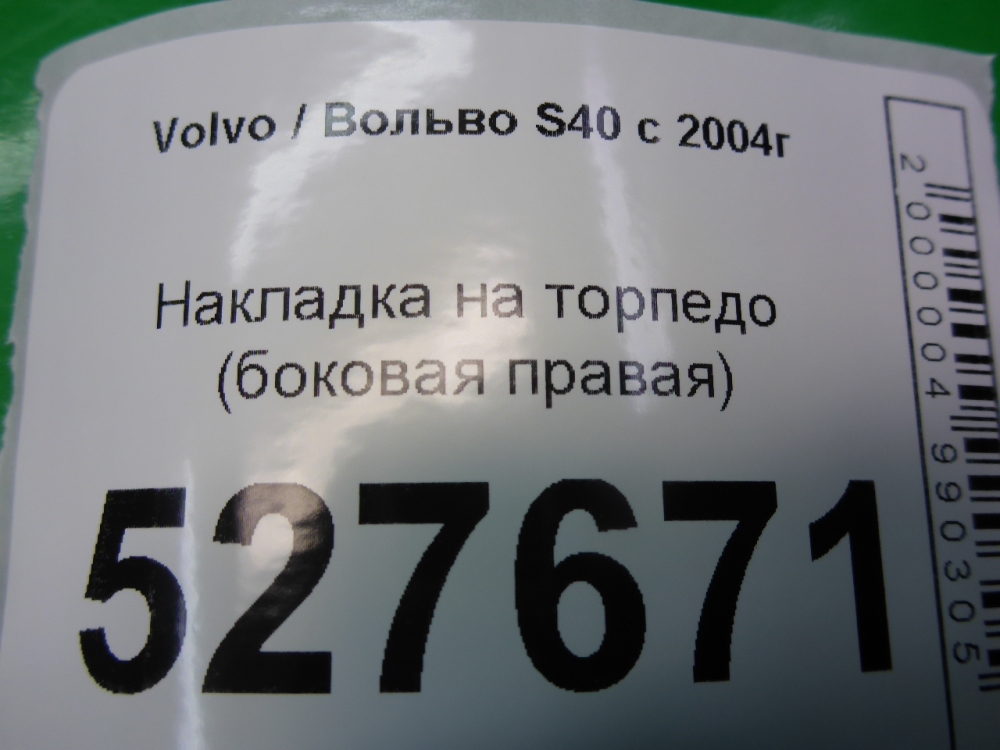 Volvo / Вольво S40 с 2004г
Накладка на торпедо
(боковая правая)
527671
2000004990305